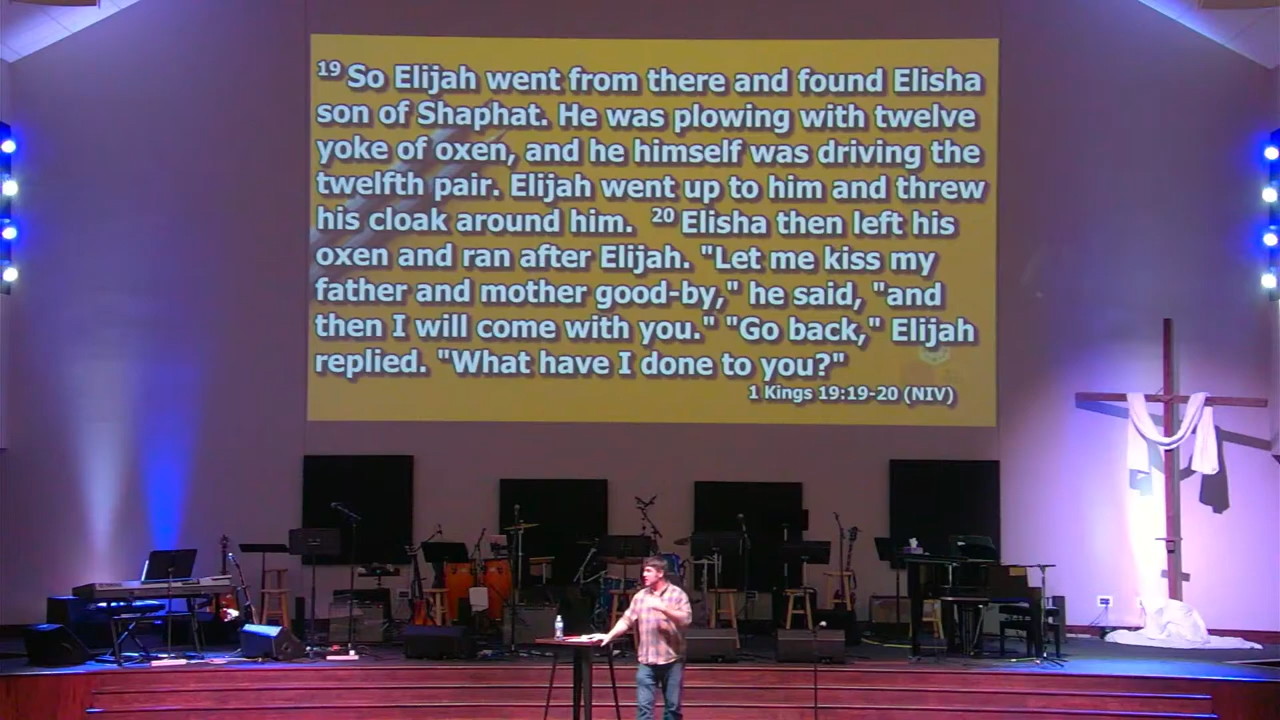 19 So Elijah went from there and found Elisha
son of Shaphat. He was plowing with twelve
yoke of oxen, and he himself was driving the
twelfth pair. Elijah went up to him and threw
his cloak around him. 20 Elisha then left his
oxen and ran after Elijah. "Let me kiss my
father and mother good-by," he said, "and
then I will come with you." "Go back," Elijah
replied. "What have I done to you?"
1 Kings 19:19-20 (NIV)